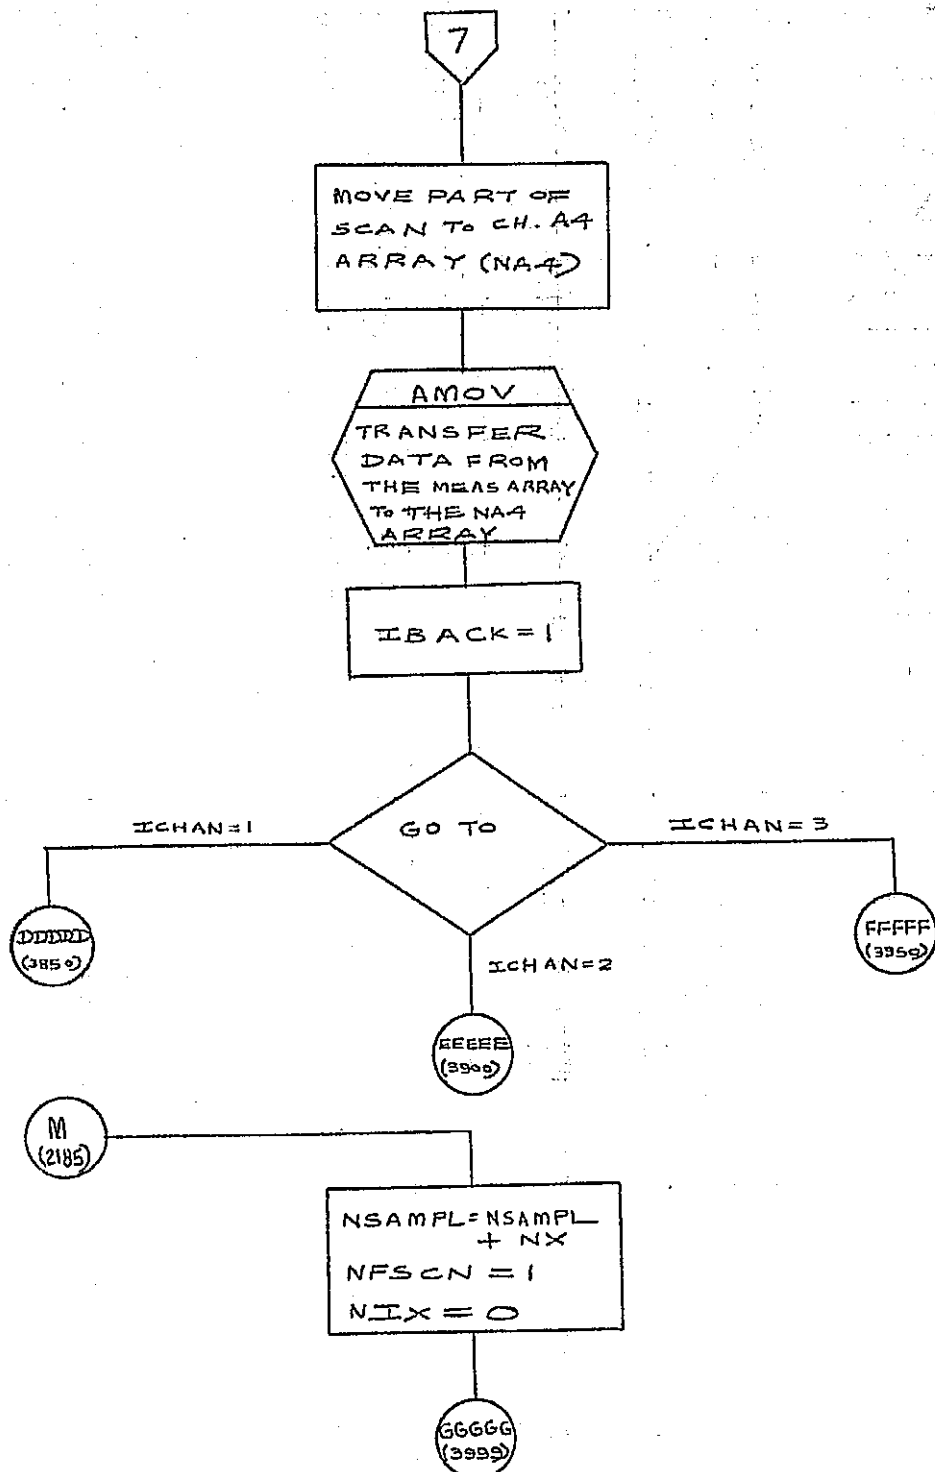 7
MOVE PART OF
SCAN TO CH. A4
ARRAY (NA4)
AMOV
TRANSFER
DATA FROM
THE MEAS ARRAY
TO THE NA4
ARRAY
IBACK = 1
GO TO
ICHAN=1
ICHAN=3
DDDDD
(3850)
FFFFF
(3950)
ICHAN=2
EEEEE
(3900)
M
(2185)
NSAMPL=NSAMPL
+ NX
NFSCN = 1
NIX = 0
GGGGG
(3999)